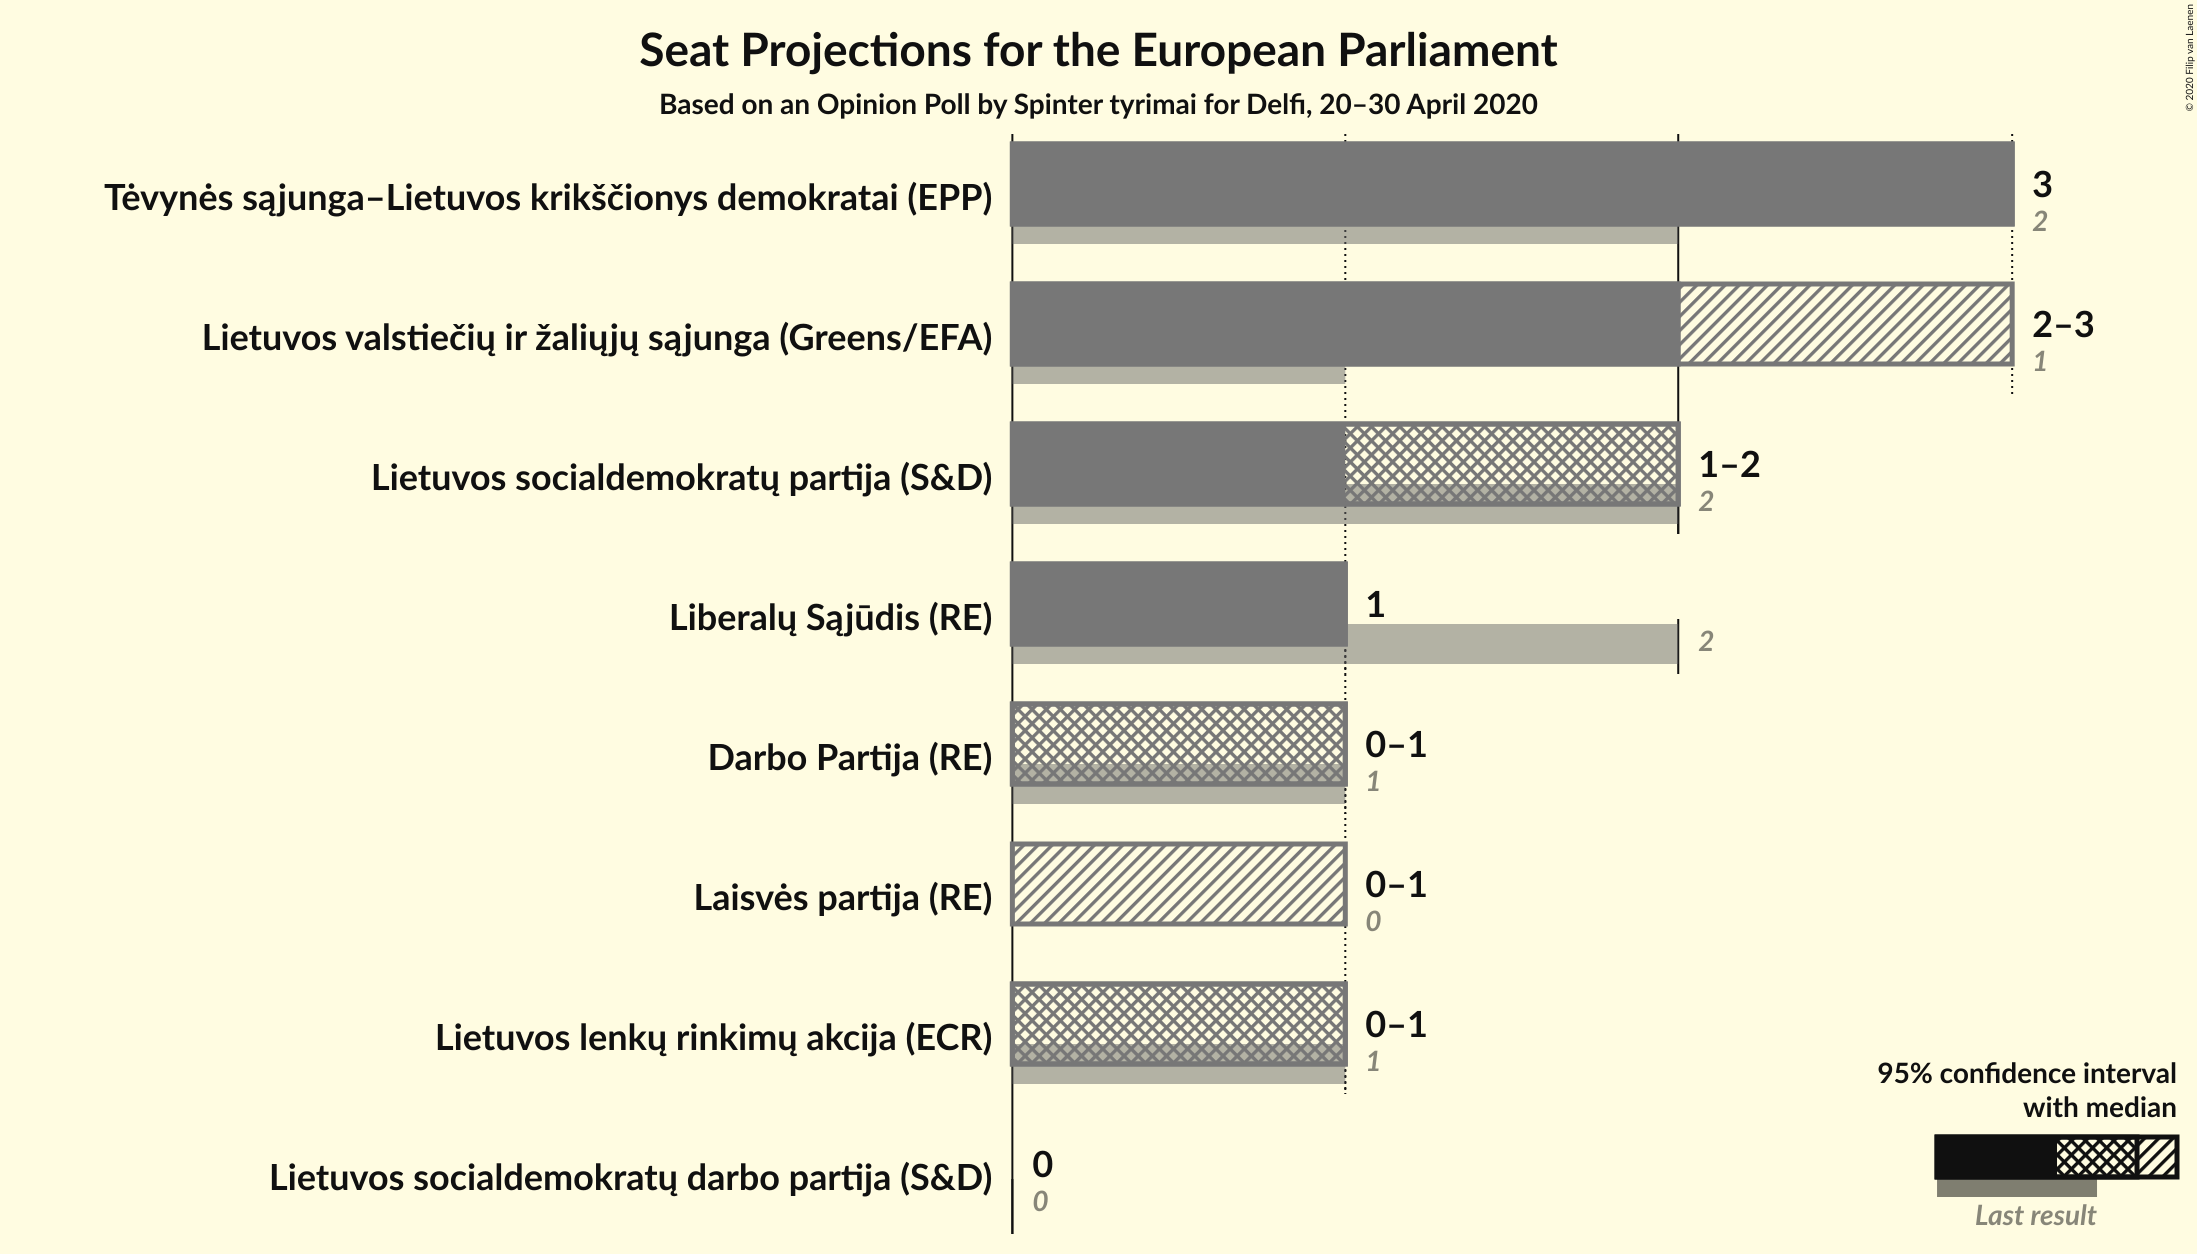 Seat Projections for the European Parliament
Based on an Opinion Poll by Spinter tyrimai for Delfi, 20–30 April 2020
© 2020 Filip van Laenen
Tėvynės sąjunga–Lietuvos krikščionys demokratai (EPP)
3
2
Lietuvos valstiečių ir žaliųjų sąjunga (Greens/EFA)
2–3
1
Lietuvos socialdemokratų partija (S&D)
1–2
2
Liberalų Sąjūdis (RE)
1
2
Darbo Partija (RE)
0–1
1
Laisvės partija (RE)
0–1
0
Lietuvos lenkų rinkimų akcija (ECR)
0–1
1
Lietuvos socialdemokratų darbo partija (S&D)
0
0
95% confidence interval
with median
Last result